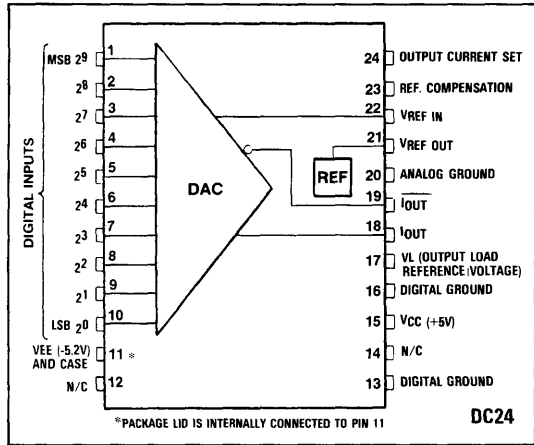 DIGITAL INPUTS
MSB 2⁹ 1
2⁸ 2
2⁷ 3
2⁶ 4
2⁵ 5
2⁴ 6
2³ 7
2² 8
2¹ 9
LSB 2⁰ 10
VEE (-5.2V) AND CASE 11 *
N/C 12
DAC
REF
24 OUTPUT CURRENT SET
23 REF. COMPENSATION
22 VREF IN
21 VREF OUT
20 ANALOG GROUND
19 I̅O̅U̅T̅
18 IOUT
17 VL (OUTPUT LOAD
REFERENCE VOLTAGE)
16 DIGITAL GROUND
15 VCC (+5V)
14 N/C
13 DIGITAL GROUND
*PACKAGE LID IS INTERNALLY CONNECTED TO PIN 11
DC24